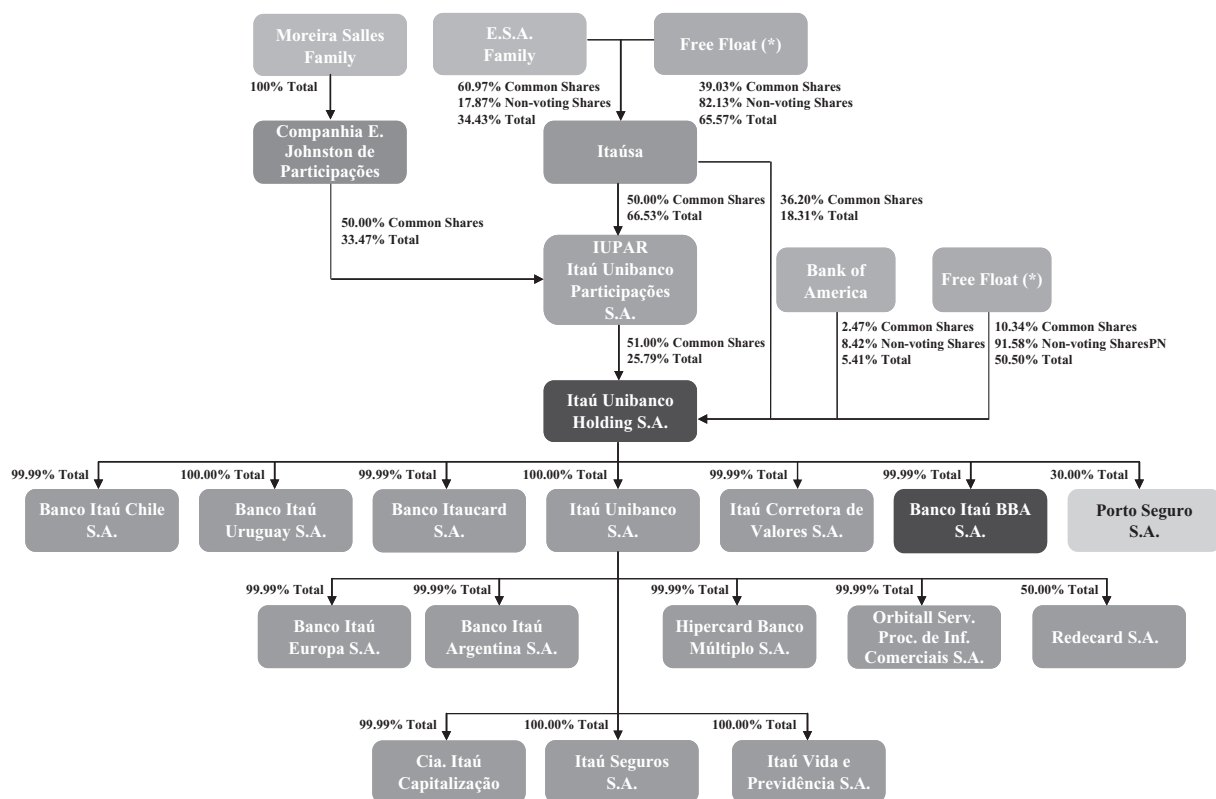 Moreira Salles
Family
E.S.A.
Family
Free Float (*)
100% Total
60.97% Common Shares
17.87% Non-voting Shares
34.43% Total
39.03% Common Shares
82.13% Non-voting Shares
65.57% Total
Companhia E.
Johnston de
Participações
Itaúsa
50.00% Common Shares
33.47% Total
50.00% Common Shares
66.53% Total
36.20% Common Shares
18.31% Total
IUPAR
Itaú Unibanco
Participações
S.A.
Bank of
America
Free Float (*)
51.00% Common Shares
25.79% Total
2.47% Common Shares
8.42% Non-voting Shares
5.41% Total
10.34% Common Shares
91.58% Non-voting SharesPN
50.50% Total
Itaú Unibanco
Holding S.A.
99.99% Total
100.00% Total
99.99% Total
100.00% Total
99.99% Total
99.99% Total
30.00% Total
Banco Itaú Chile
S.A.
Banco Itaú
Uruguay S.A.
Banco Itaucard
S.A.
Itaú Unibanco
S.A.
Itaú Corretora de
Valores S.A.
Banco Itaú BBA
S.A.
Porto Seguro
S.A.
99.99% Total
99.99% Total
99.99% Total
99.99% Total
50.00% Total
Banco Itaú
Europa S.A.
Banco Itaú
Argentina S.A.
Hipercard Banco
Múltiplo S.A.
Orbitall Serv.
Proc. de Inf.
Comerciais S.A.
Redecard S.A.
99.99% Total
100.00% Total
100.00% Total
Cia. Itaú
Capitalização
Itaú Seguros
S.A.
Itaú Vida e
Previdência S.A.